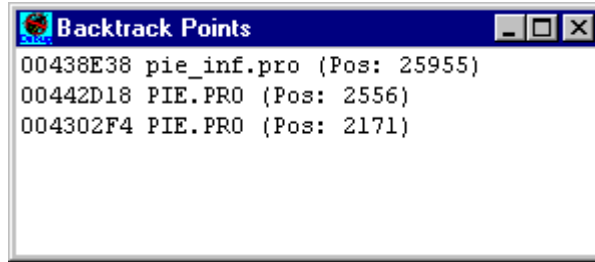 Backtrack Points
00438E38 pie_inf.pro (Pos: 25955)
00442D18 PIE.PRO (Pos: 2556)
004302F4 PIE.PRO (Pos: 2171)